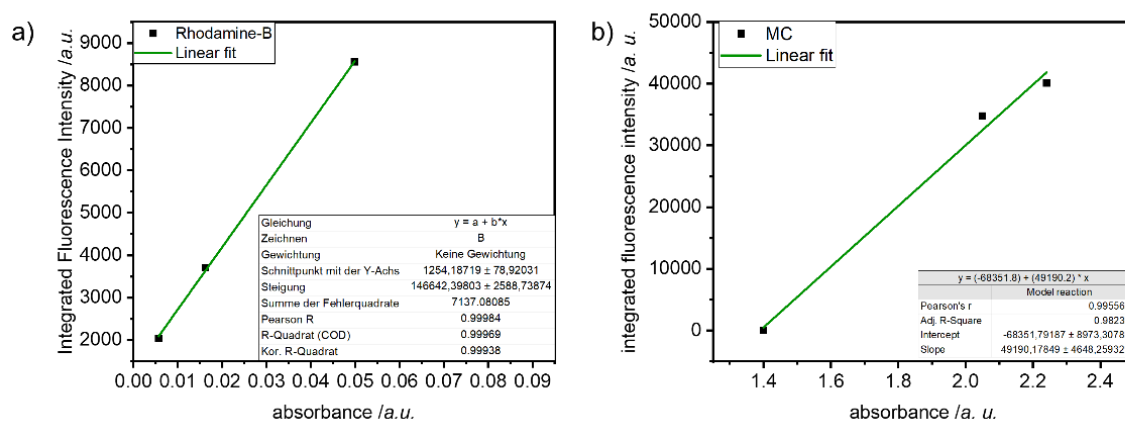 a)
Rhodamine-B
Linear fit
Integrated Fluorescence Intensity /a.u.
9000
8000
7000
6000
5000
4000
3000
2000
0.00 0.01 0.02 0.03 0.04 0.05 0.06 0.07 0.08 0.09
absorbance /a.u.
Gleichung y = a + b*x
Zeichnen B
Gewichtung Keine Gewichtung
Schnittpunkt mit der Y-Achs 1254,18719 ± 78,92031
Steigung 146642,39803 ± 2588,73874
Summe der Fehlerquadrate 7137.08085
Pearson R 0.99984
R-Quadrat (COD) 0.99969
Kor. R-Quadrat 0.99938
b)
MC
Linear fit
integrated fluorescence intensity /a. u.
50000
40000
30000
20000
10000
0
1.4 1.6 1.8 2.0 2.2 2.4
absorbance /a. u.
y = (-68351.8) + (49190.2) * x
Model reaction
Pearson's r 0.99556
Adj. R-Square 0.9823
Intercept -68351,79187 ± 8973,3078
Slope 49190,17849 ± 4648,25932